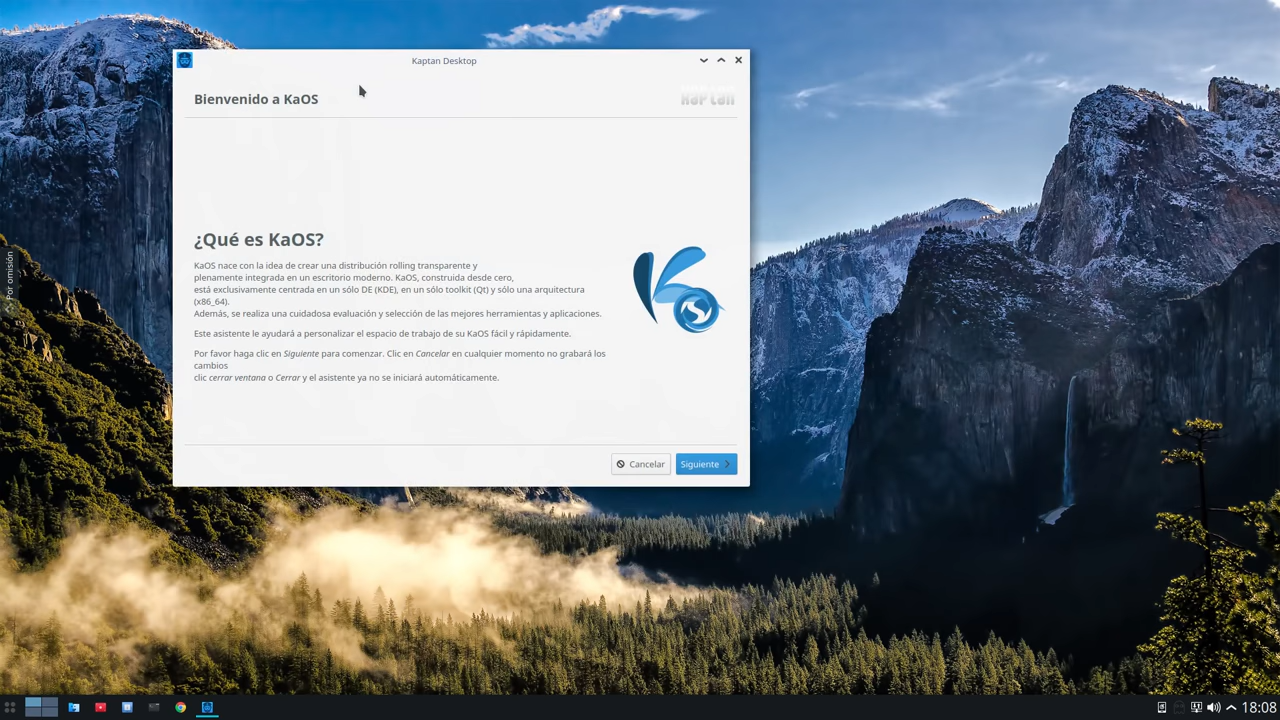 Kaptan Desktop
Bienvenido a KaOS
Kaptan
¿Qué es KaOS?
KaOS nace con la idea de crear una distribución rolling transparente y
plenamente integrada en un escritorio moderno. KaOS, construida desde cero,
está exclusivamente centrada en un sólo DE (KDE), en un sólo toolkit (Qt) y sólo una arquitectura
(x86_64).
Además, se realiza una cuidadosa evaluación y selección de las mejores herramientas y aplicaciones.
Este asistente le ayudará a personalizar el espacio de trabajo de su KaOS fácil y rápidamente.
Por favor haga clic en Siguiente para comenzar. Clic en Cancelar en cualquier momento no grabará los
cambios
clic cerrar ventana o Cerrar y el asistente ya no se iniciará automáticamente.
Cancelar
Siguiente
Por omisión
18:08